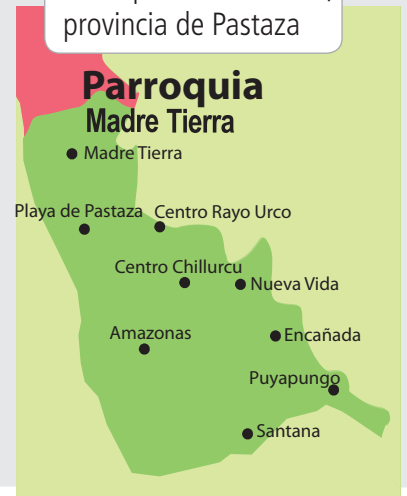 provincia de Pastaza
Parroquia
Madre Tierra
Madre Tierra
Playa de Pastaza
Centro Rayo Urco
Centro Chillurcu
Nueva Vida
Amazonas
Encañada
Puyapungo
Santana